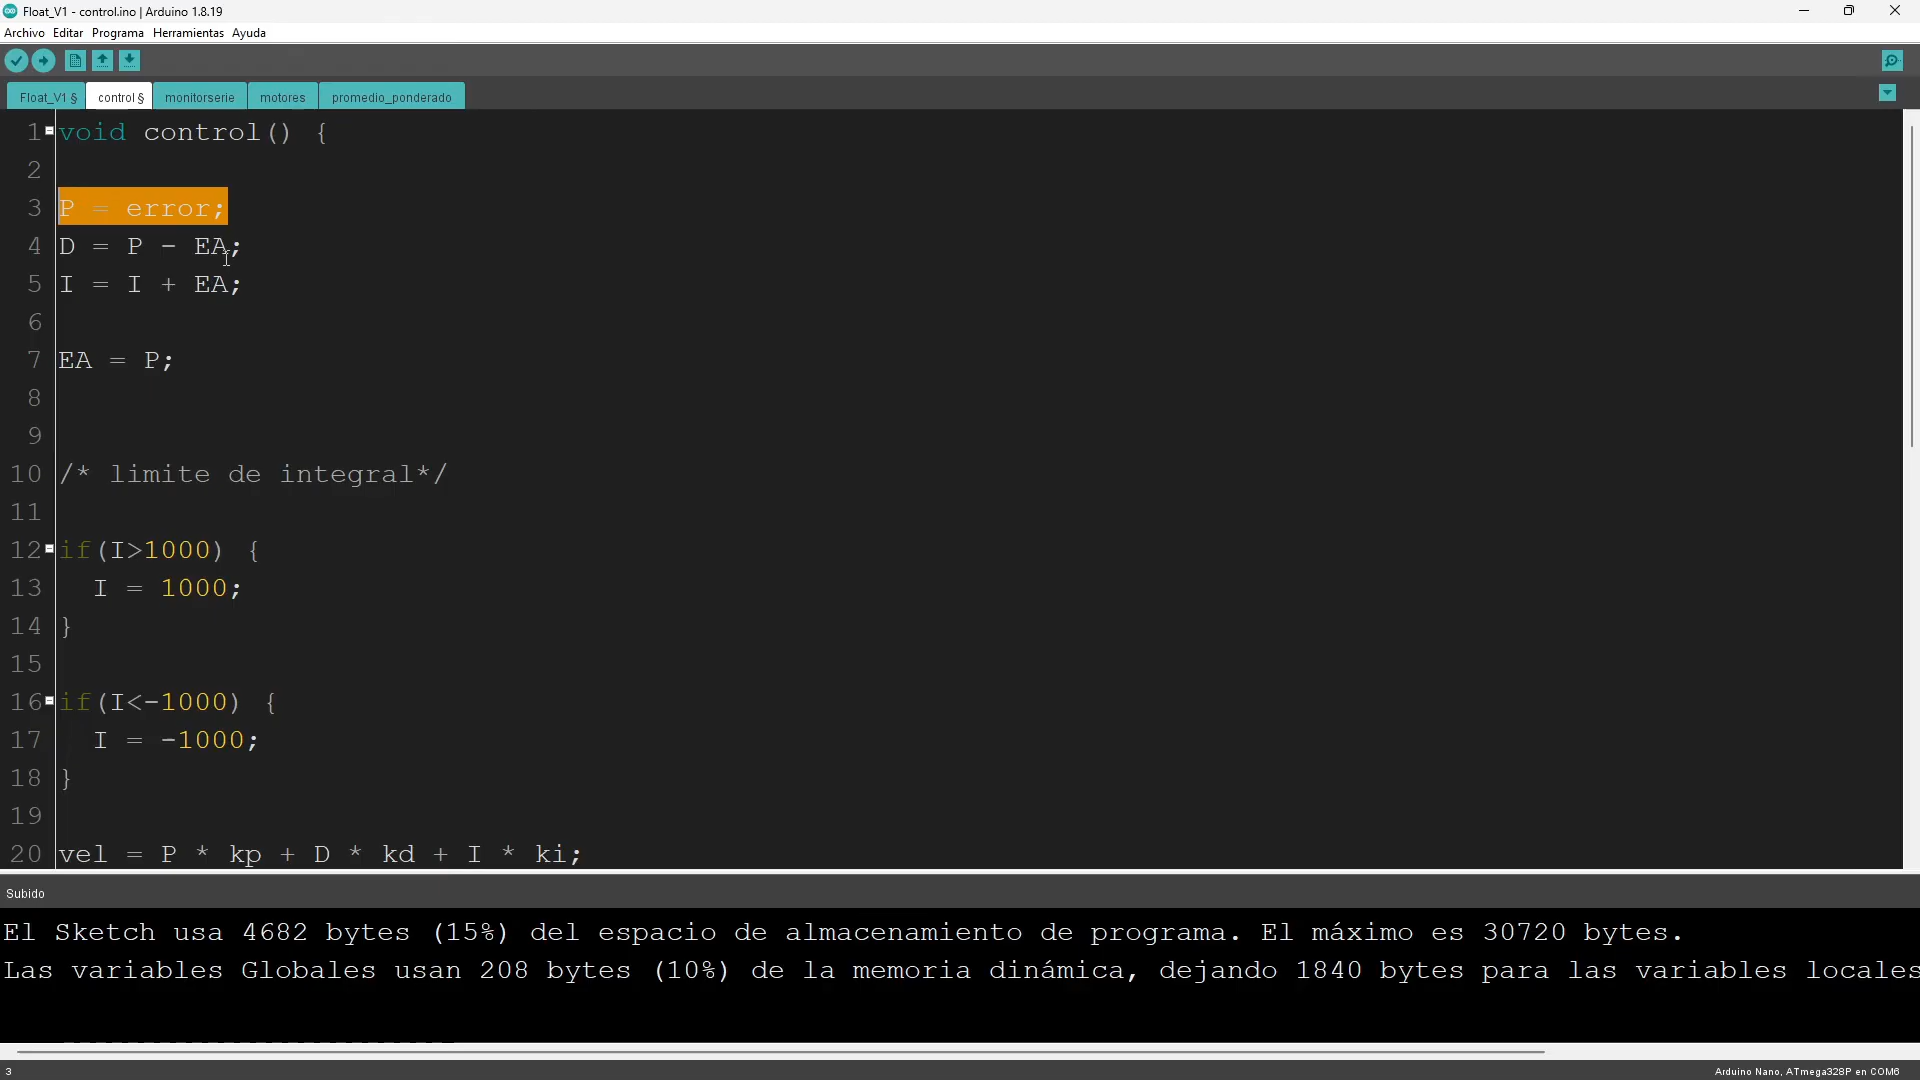 Float_V1 - control.ino | Arduino 1.8.19
Archivo Editar Programa Herramientas Ayuda
Float_V1 § control § monitorserie motores promedio_ponderado
1 void control() {
2
3 P = error;
4 D = P - EA;
5 I = I + EA;
6
7 EA = P;
8
9
10 /* limite de integral*/
11
12 if(I>1000) {
13 I = 1000;
14 }
15
16 if(I<-1000) {
17 I = -1000;
18 }
19
20 vel = P * kp + D * kd + I * ki;
Subido
El Sketch usa 4682 bytes (15%) del espacio de almacenamiento de programa. El máximo es 30720 bytes.
Las variables Globales usan 208 bytes (10%) de la memoria dinámica, dejando 1840 bytes para las variables locales
3
Arduino Nano, ATmega328P en COM6